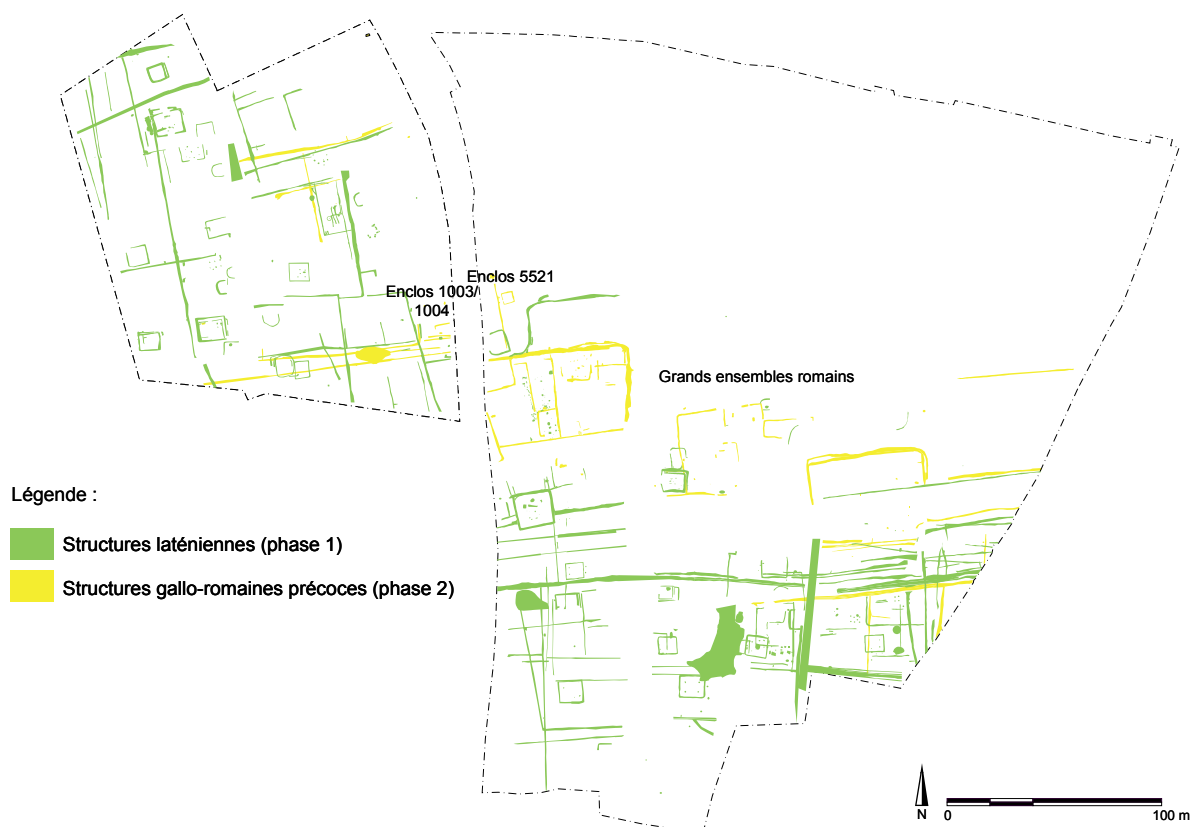 Enclos 5521
Enclos 1003/
1004
Grands ensembles romains
Légende :
Structures laténiennes (phase 1)
Structures gallo-romaines précoces (phase 2)
N
0
100 m